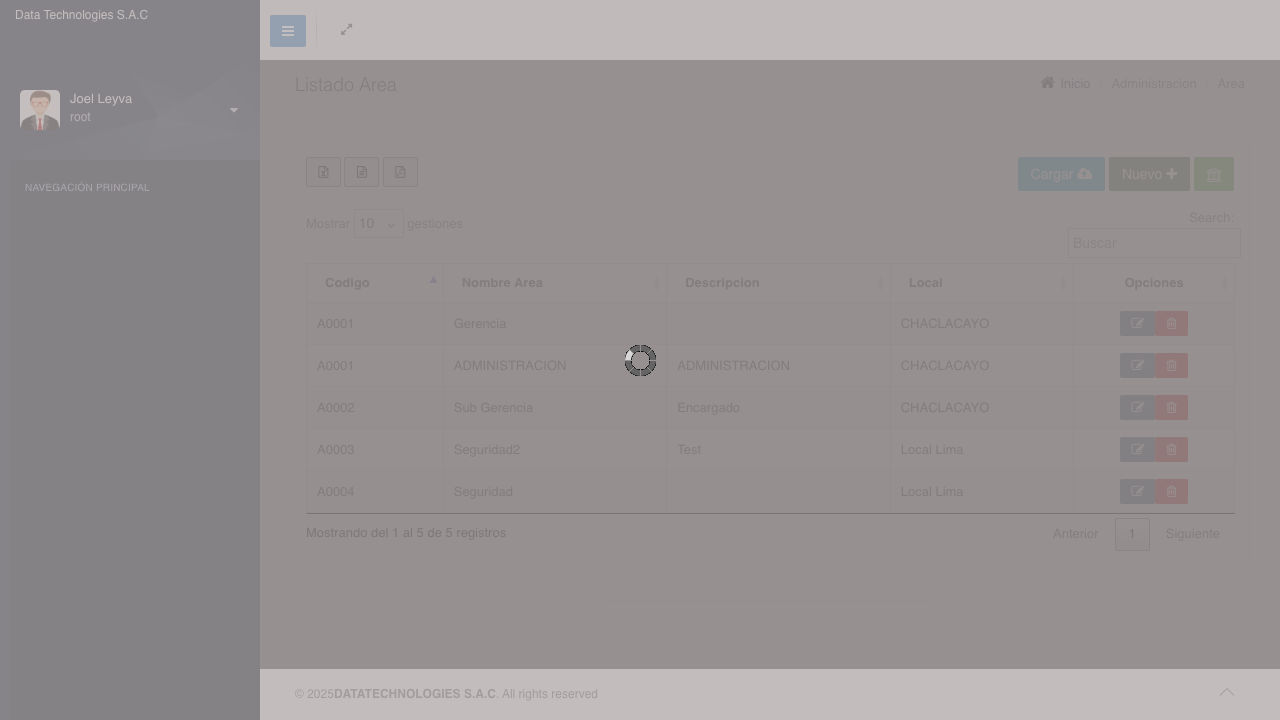 Data Technologies S.A.C
Joel Leyva
root
NAVEGACIÓN PRINCIPAL
Listado Area
Inicio / Administracion / Area
Cargar Nuevo
Mostrar 10 gestiones
Search:
Buscar
Codigo Nombre Area Descripcion Local Opciones
A0001 Gerencia CHACLACAYO
A0001 ADMINISTRACION ADMINISTRACION CHACLACAYO
A0002 Sub Gerencia Encargado CHACLACAYO
A0003 Seguridad2 Test Local Lima
A0004 Seguridad Local Lima
Mostrando del 1 al 5 de 5 registros
Anterior 1 Siguiente
© 2025DATATECHNOLOGIES S.A.C. All rights reserved